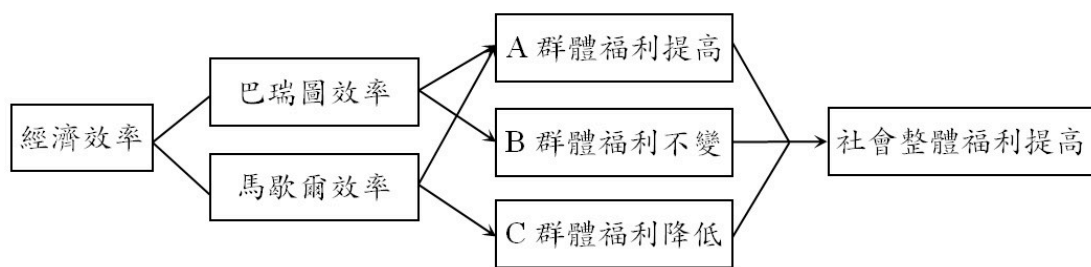 經濟效率
巴瑞圖效率
馬歇爾效率
A 群體福利提高
B 群體福利不變
C 群體福利降低
社會整體福利提高